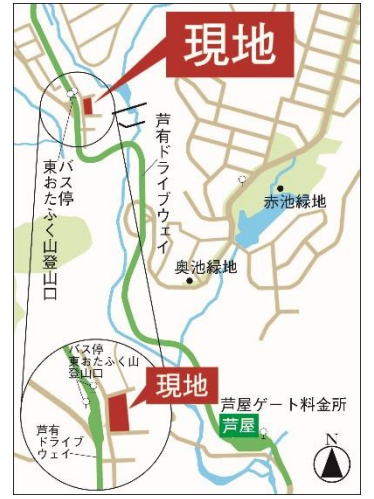 現地
芦有ドライブウェイ
バス停
東おたふく山登山口
赤池緑地
奥池緑地
バス停
東おたふく山
登山口
現地
芦有
ドライブ
ウェイ
芦屋ゲート料金所
芦屋
N